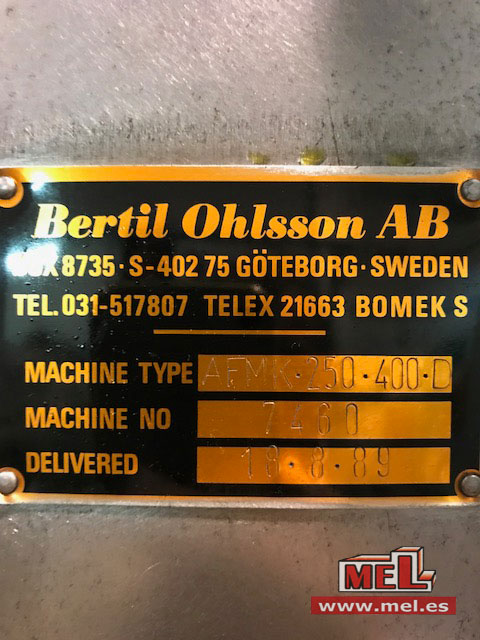 Bertil Ohlsson AB
BOX 8735 · S-402 75 GÖTEBORG · SWEDEN
TEL. 031-517807 TELEX 21663 BOMEK S
MACHINE TYPE AFMK·250·400·D
MACHINE NO 7460
DELIVERED 18·8·89
MEL
www.mel.es